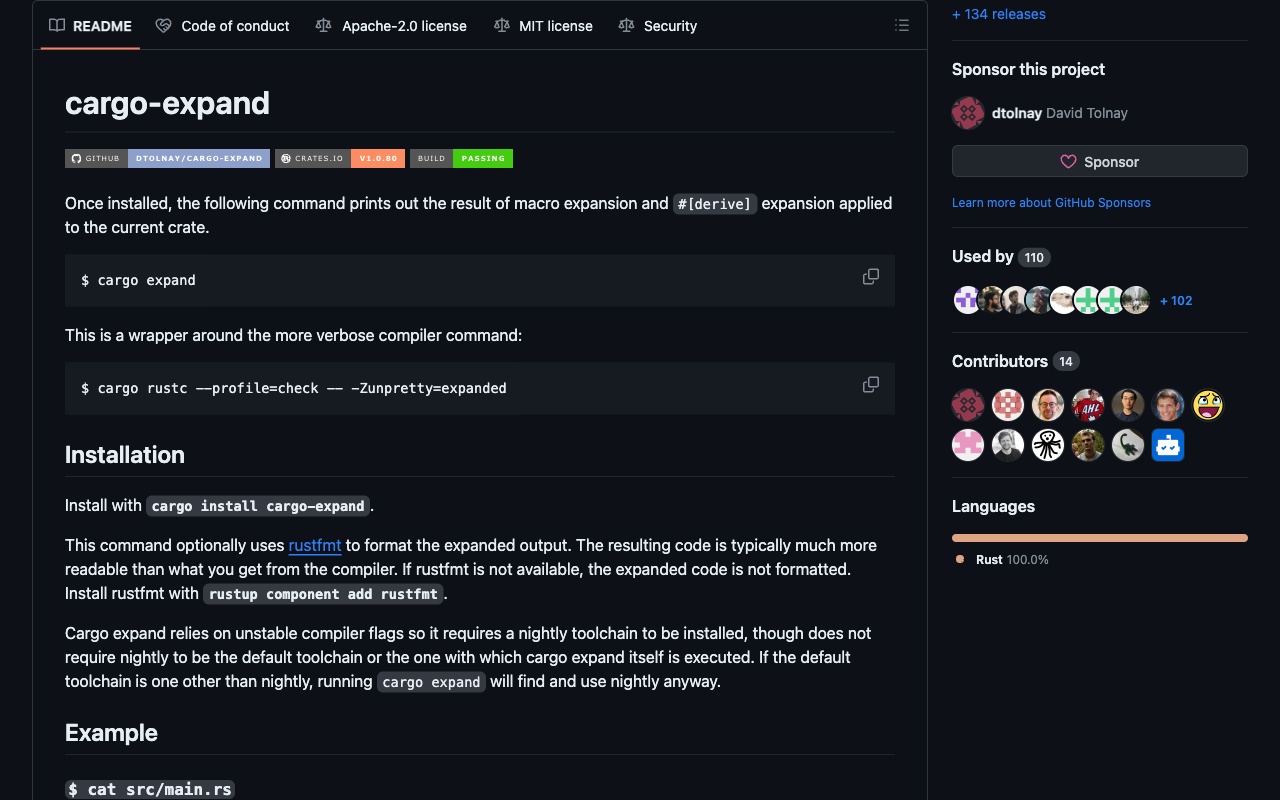 README
Code of conduct
Apache-2.0 license
MIT license
Security
cargo-expand
GITHUB DTOLNAY/CARGO-EXPAND
CRATES.IO V1.0.80
BUILD PASSING
Once installed, the following command prints out the result of macro expansion and #[derive] expansion applied
to the current crate.
$ cargo expand
This is a wrapper around the more verbose compiler command:
$ cargo rustc --profile=check -- -Zunpretty=expanded
Installation
Install with cargo install cargo-expand.
This command optionally uses rustfmt to format the expanded output. The resulting code is typically much more
readable than what you get from the compiler. If rustfmt is not available, the expanded code is not formatted.
Install rustfmt with rustup component add rustfmt.
Cargo expand relies on unstable compiler flags so it requires a nightly toolchain to be installed, though does not
require nightly to be the default toolchain or the one with which cargo expand itself is executed. If the default
toolchain is one other than nightly, running cargo expand will find and use nightly anyway.
Example
$ cat src/main.rs
+ 134 releases
Sponsor this project
dtolnay David Tolnay
Sponsor
Learn more about GitHub Sponsors
Used by 110
+ 102
Contributors 14
AHL
Languages
Rust 100.0%